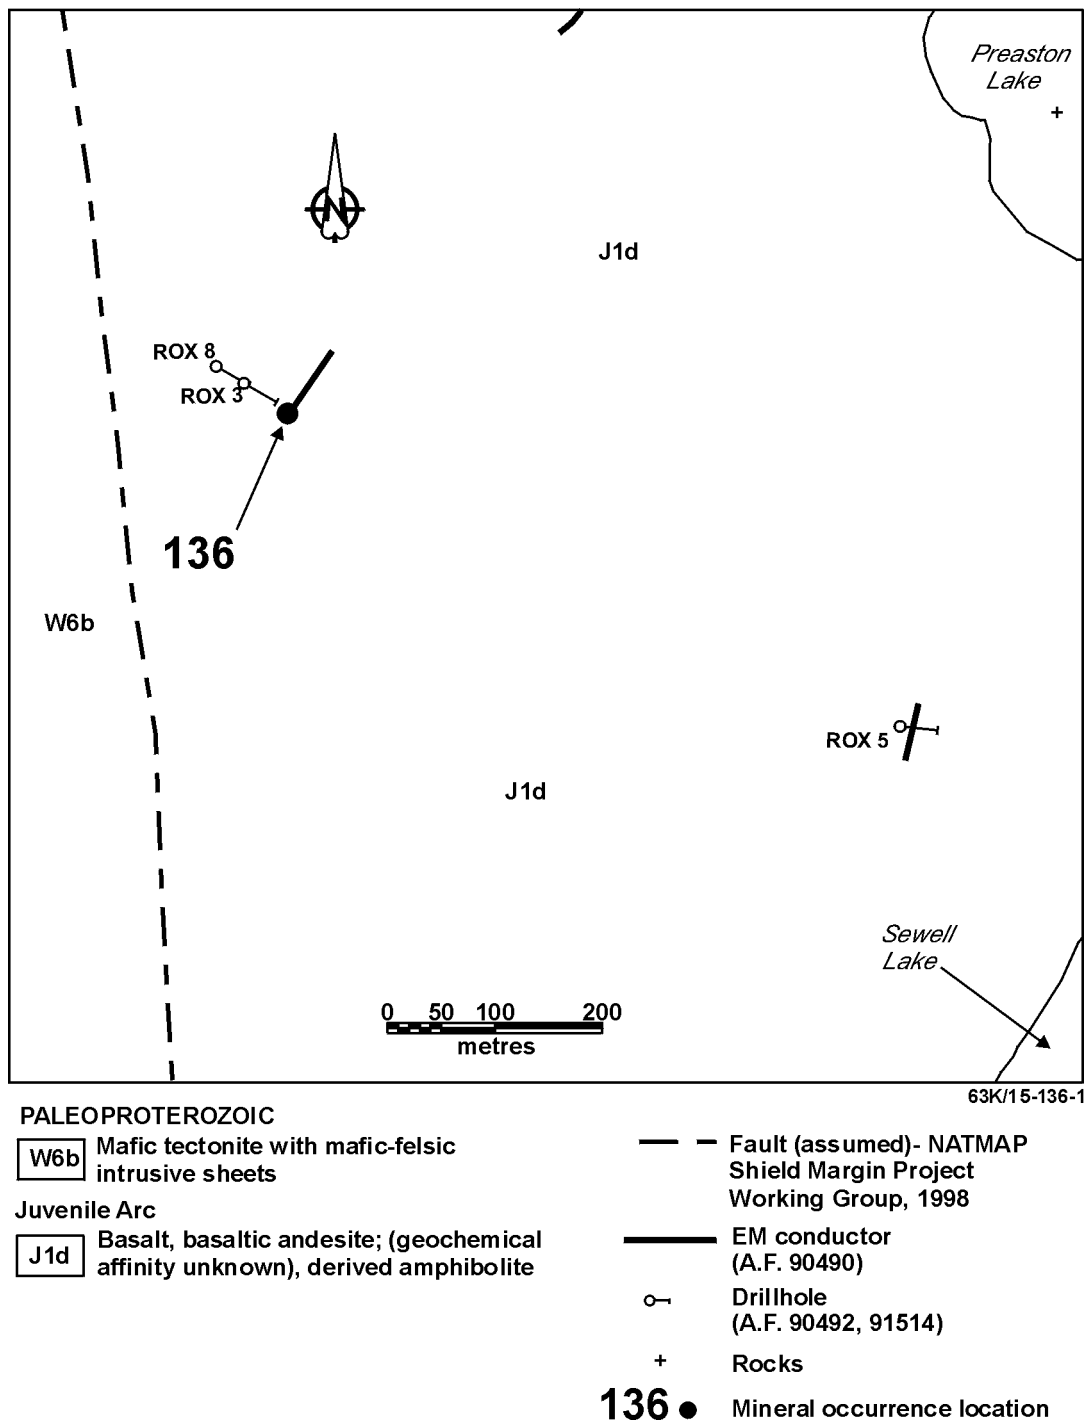 Preaston
Lake
N
J1d
ROX 8
ROX 3
136
W6b
ROX 5
J1d
Sewell
Lake
0 50 100 200
metres
63K/15-136-1
PALEOPROTEROZOIC
W6b Mafic tectonite with mafic-felsic
intrusive sheets
Juvenile Arc
J1d Basalt, basaltic andesite; (geochemical
affinity unknown), derived amphibolite
Fault (assumed)- NATMAP
Shield Margin Project
Working Group, 1998
EM conductor
(A.F. 90490)
Drillhole
(A.F. 90492, 91514)
Rocks
136 Mineral occurrence location